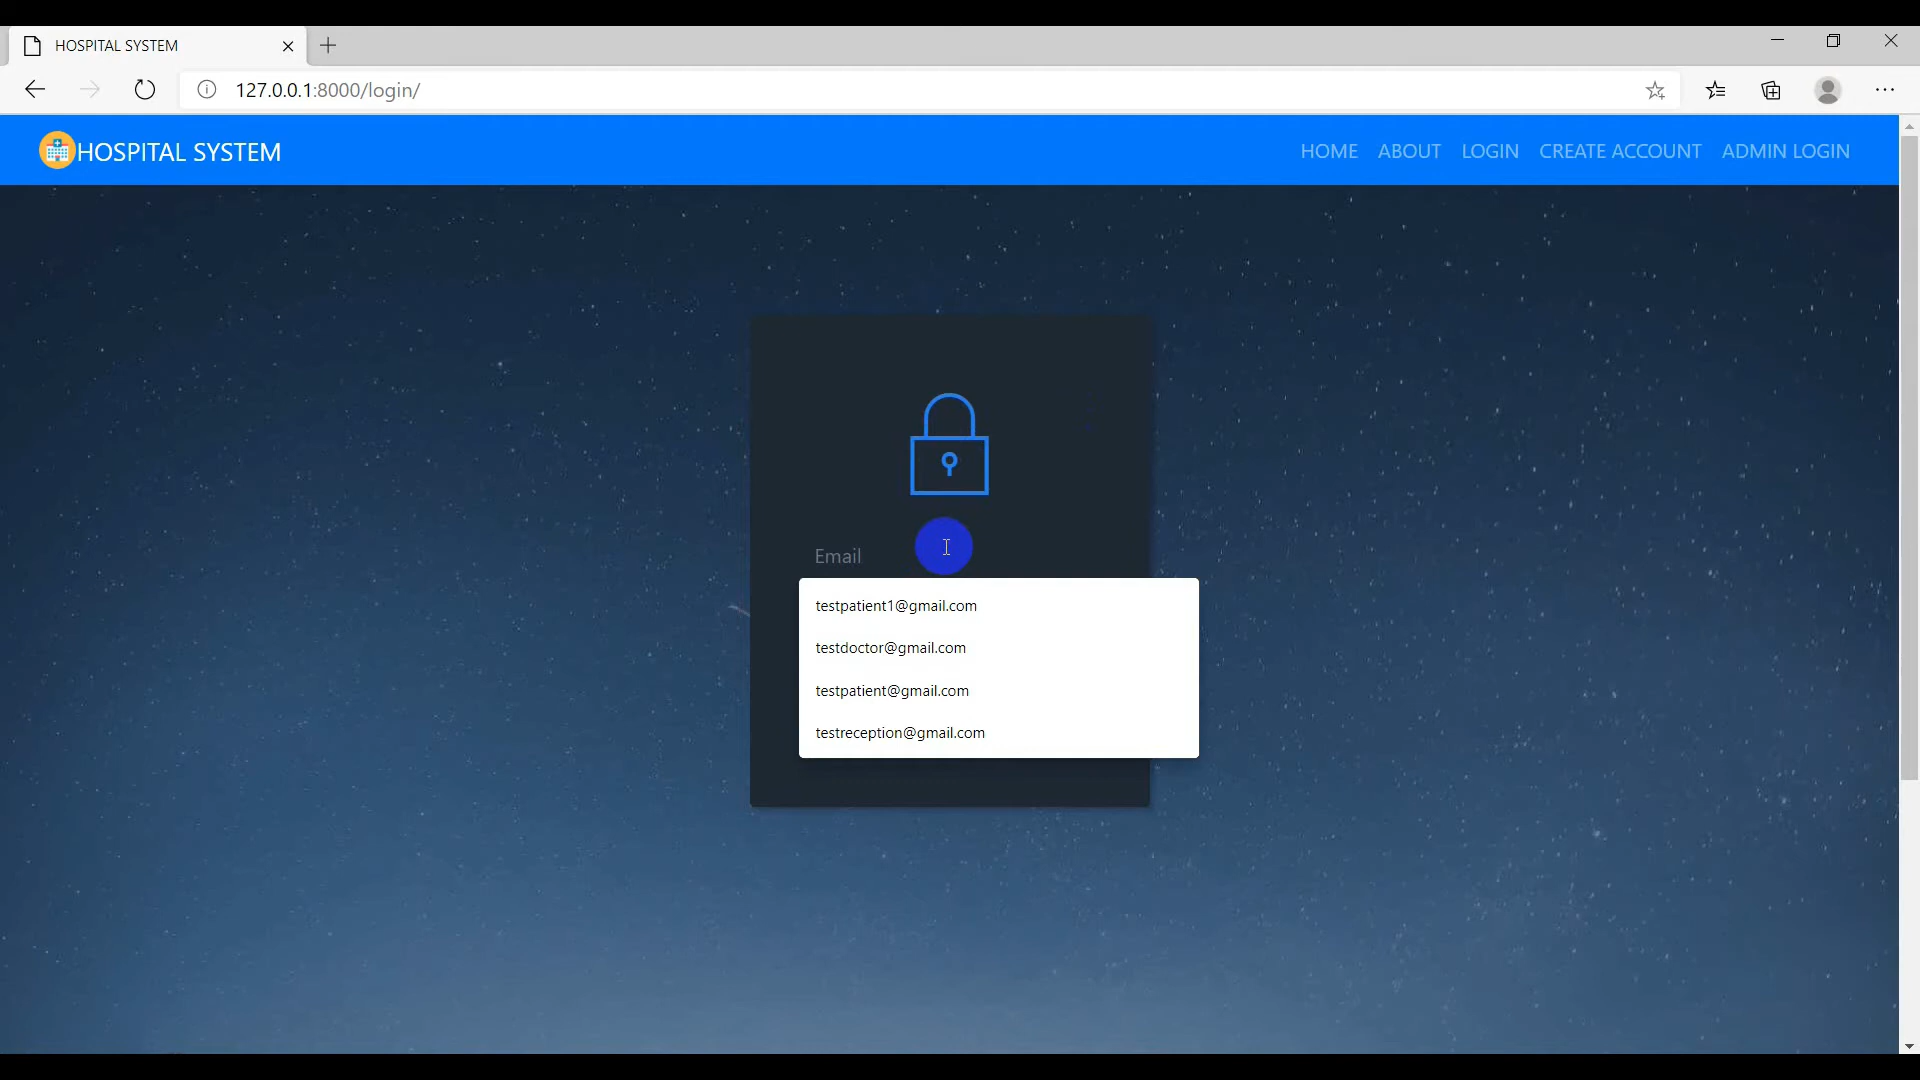 HOSPITAL SYSTEM
127.0.0.1:8000/login/
HOSPITAL SYSTEM
HOME ABOUT LOGIN CREATE ACCOUNT ADMIN LOGIN
Email
testpatient1@gmail.com
testdoctor@gmail.com
testpatient@gmail.com
testreception@gmail.com